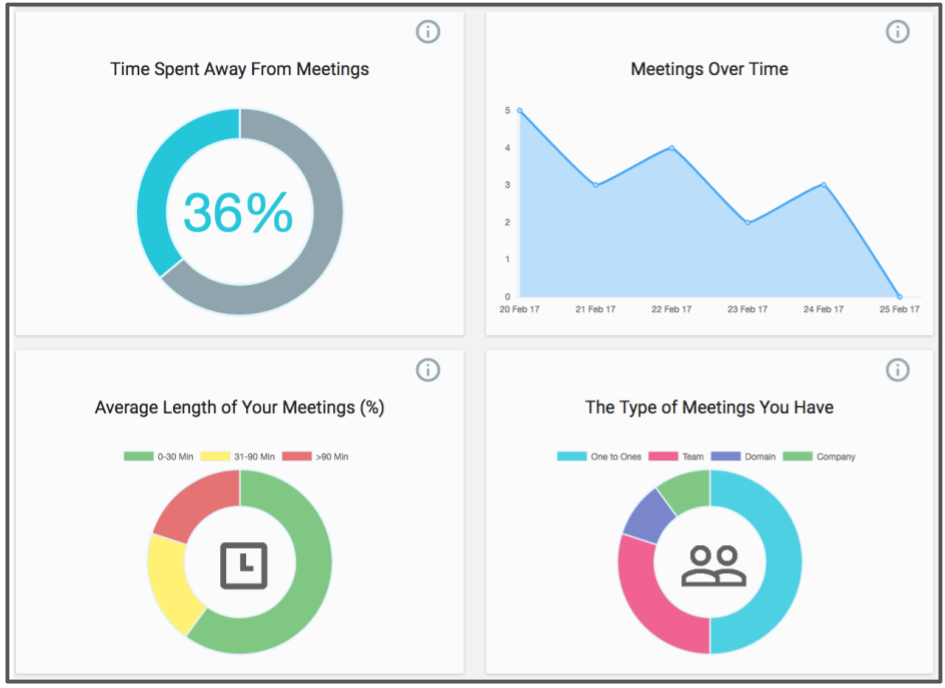 Time Spent Away From Meetings
36%
Meetings Over Time
5
4
3
2
1
0
20 Feb 17 21 Feb 17 22 Feb 17 23 Feb 17 24 Feb 17 25 Feb 17
Average Length of Your Meetings (%)
0-30 Min 31-90 Min >90 Min
The Type of Meetings You Have
One to Ones Team Domain Company